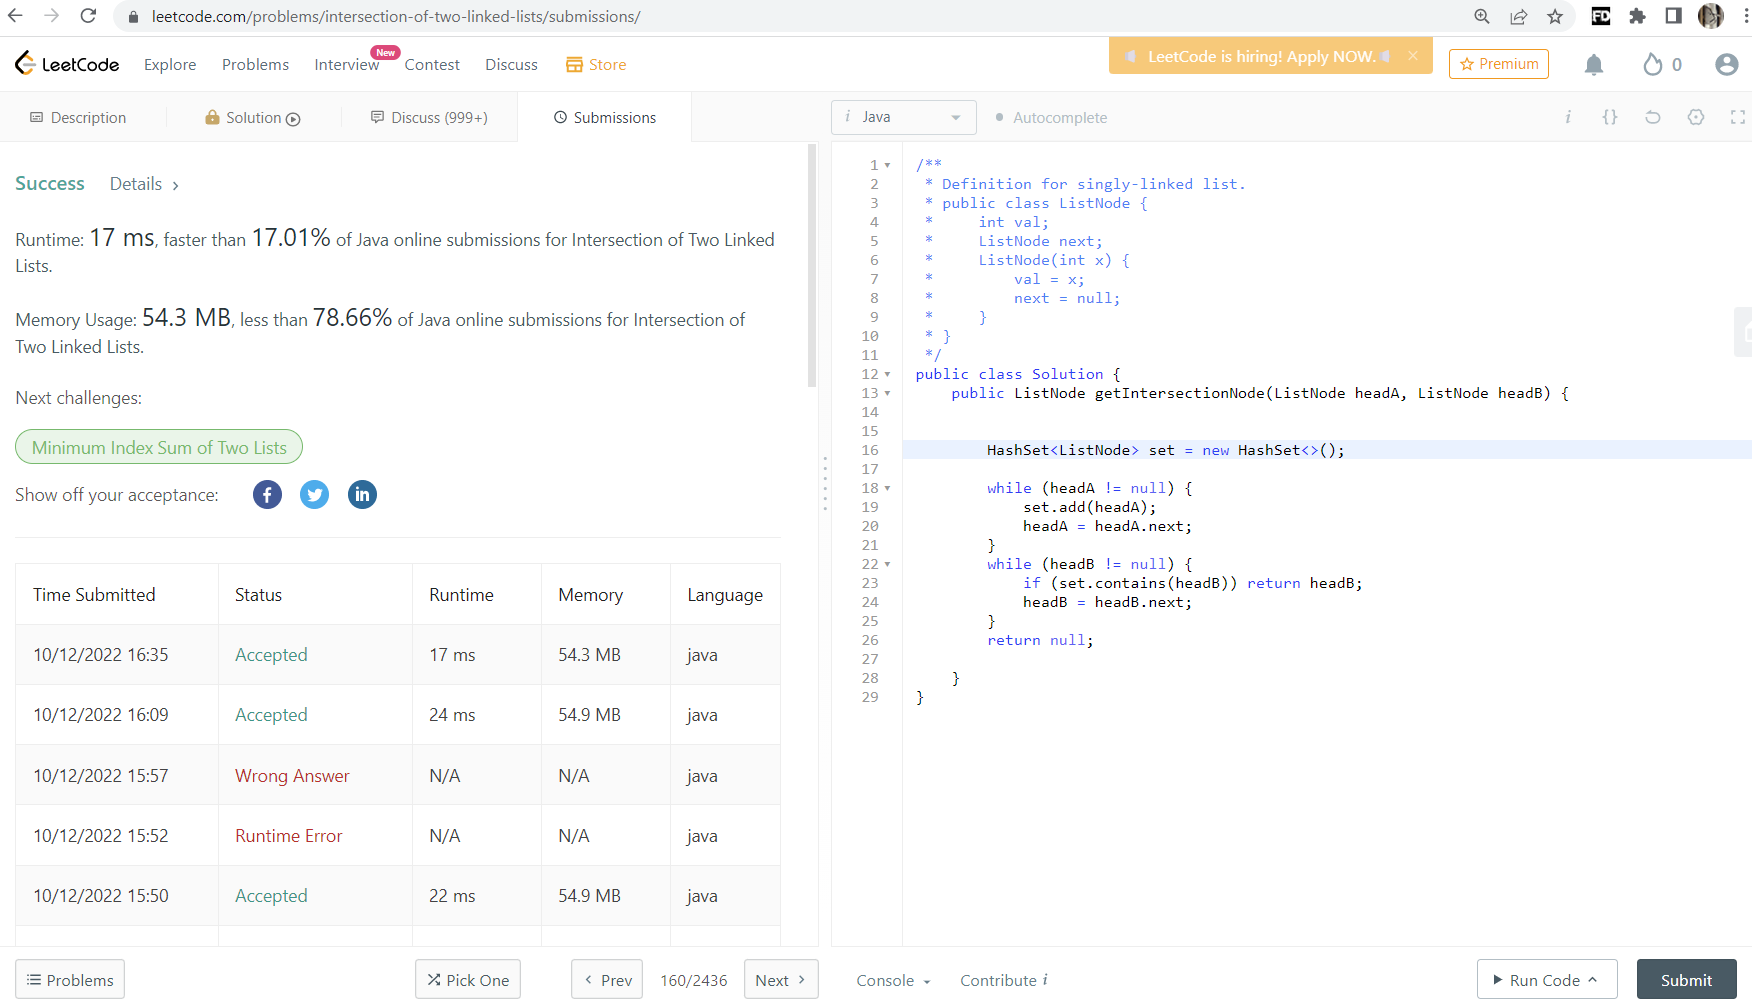 leetcode.com/problems/intersection-of-two-linked-lists/submissions/
FD
LeetCode
Explore
Problems
Interview
New
Contest
Discuss
Store
LeetCode is hiring! Apply NOW.
Premium
0
Description
Solution
Discuss (999+)
Submissions
i Java
Autocomplete
i
{}
Success
Details
Runtime: 17 ms, faster than 17.01% of Java online submissions for Intersection of Two Linked
Lists.
Memory Usage: 54.3 MB, less than 78.66% of Java online submissions for Intersection of
Two Linked Lists.
Next challenges:
Minimum Index Sum of Two Lists
Show off your acceptance:
Time Submitted Status Runtime Memory Language
10/12/2022 16:35 Accepted 17 ms 54.3 MB java
10/12/2022 16:09 Accepted 24 ms 54.9 MB java
10/12/2022 15:57 Wrong Answer N/A N/A java
10/12/2022 15:52 Runtime Error N/A N/A java
10/12/2022 15:50 Accepted 22 ms 54.9 MB java
1 /**
2  * Definition for singly-linked list.
3  * public class ListNode {
4  *     int val;
5  *     ListNode next;
6  *     ListNode(int x) {
7  *         val = x;
8  *         next = null;
9  *     }
10  * }
11  */
12 public class Solution {
13     public ListNode getIntersectionNode(ListNode headA, ListNode headB) {
14
15
16         HashSet<ListNode> set = new HashSet<>();
17
18         while (headA != null) {
19             set.add(headA);
20             headA = headA.next;
21         }
22         while (headB != null) {
23             if (set.contains(headB)) return headB;
24             headB = headB.next;
25         }
26         return null;
27
28     }
29 }
Problems
Pick One
Prev
160/2436
Next
Console
Contribute i
Run Code
Submit